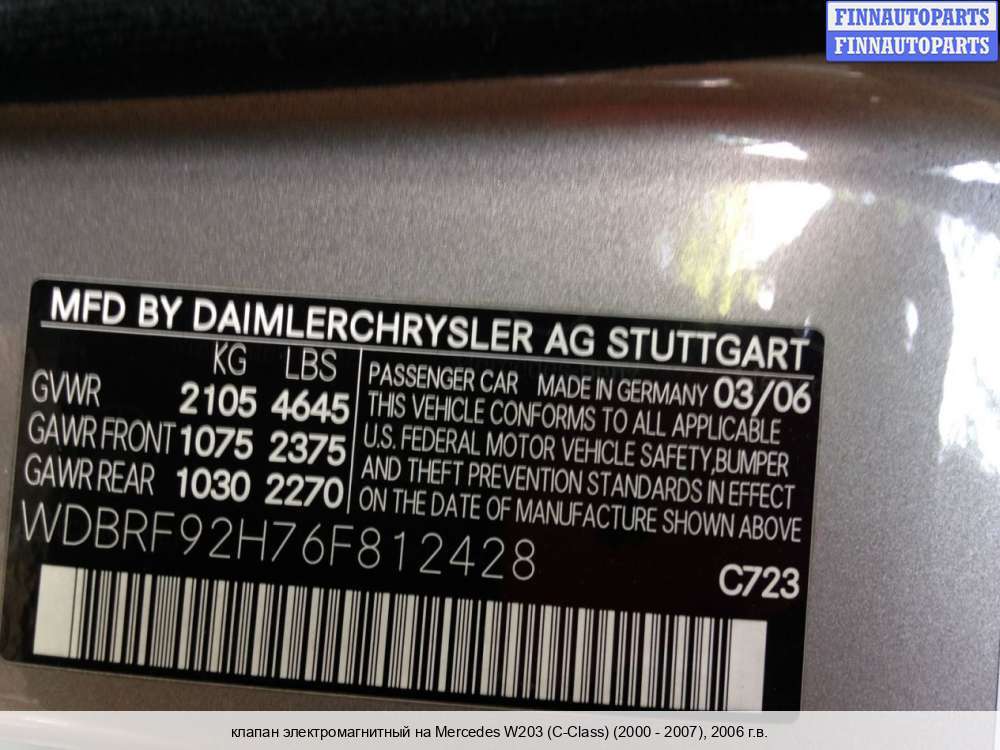 FINNAUTOPARTS
FINNAUTOPARTS
MFD BY DAIMLERCHRYSLER AG STUTTGART
KG LBS
GVWR 2105 4645
GAWR FRONT 1075 2375
GAWR REAR 1030 2270
PASSENGER CAR MADE IN GERMANY 03/06
THIS VEHICLE CONFORMS TO ALL APPLICABLE
U.S. FEDERAL MOTOR VEHICLE SAFETY,BUMPER
AND THEFT PREVENTION STANDARDS IN EFFECT
ON THE DATE OF MANUFACTURE SHOWN ABOVE
WDBRF92H76F812428
C723
клапан электромагнитный на Mercedes W203 (C-Class) (2000 - 2007), 2006 г.в.